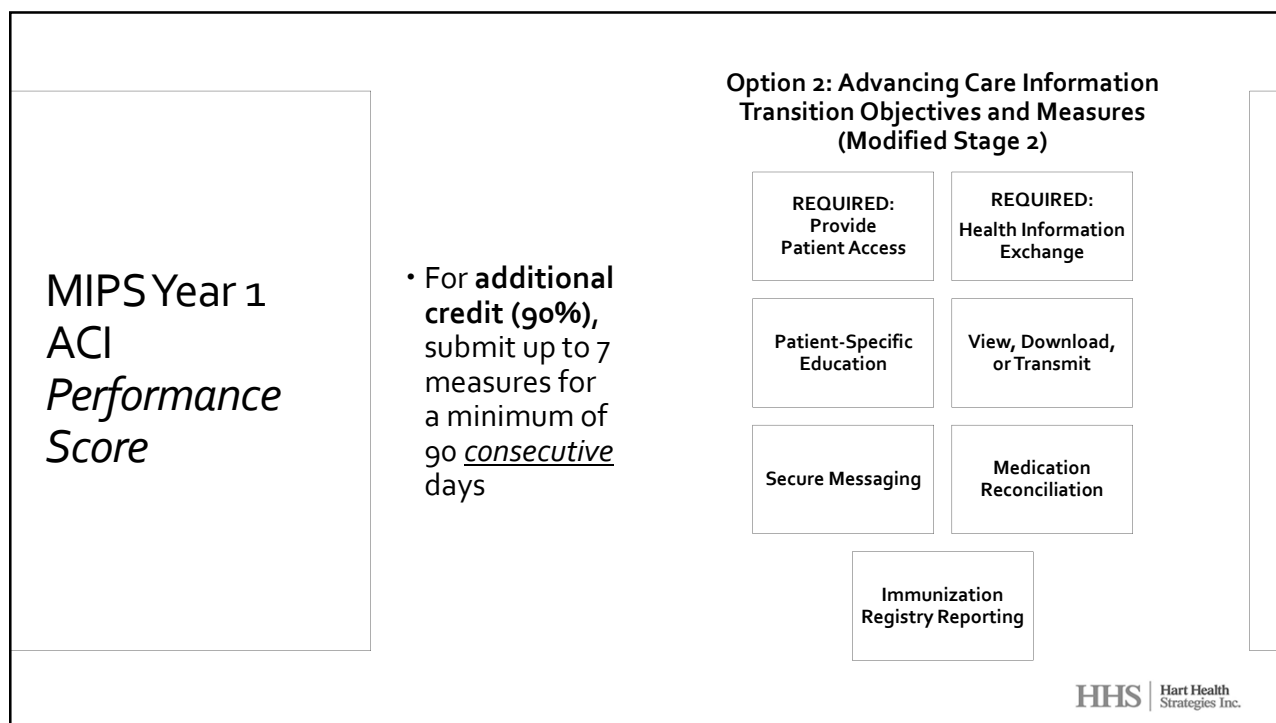 MIPS Year 1
ACI
Performance
Score
• For additional
credit (90%),
submit up to 7
measures for
a minimum of
90 consecutive
days
Option 2: Advancing Care Information
Transition Objectives and Measures
(Modified Stage 2)
REQUIRED:
Provide
Patient Access
REQUIRED:
Health Information
Exchange
Patient-Specific
Education
View, Download,
or Transmit
Secure Messaging
Medication
Reconciliation
Immunization
Registry Reporting
HHS | Hart Health
Strategies Inc.